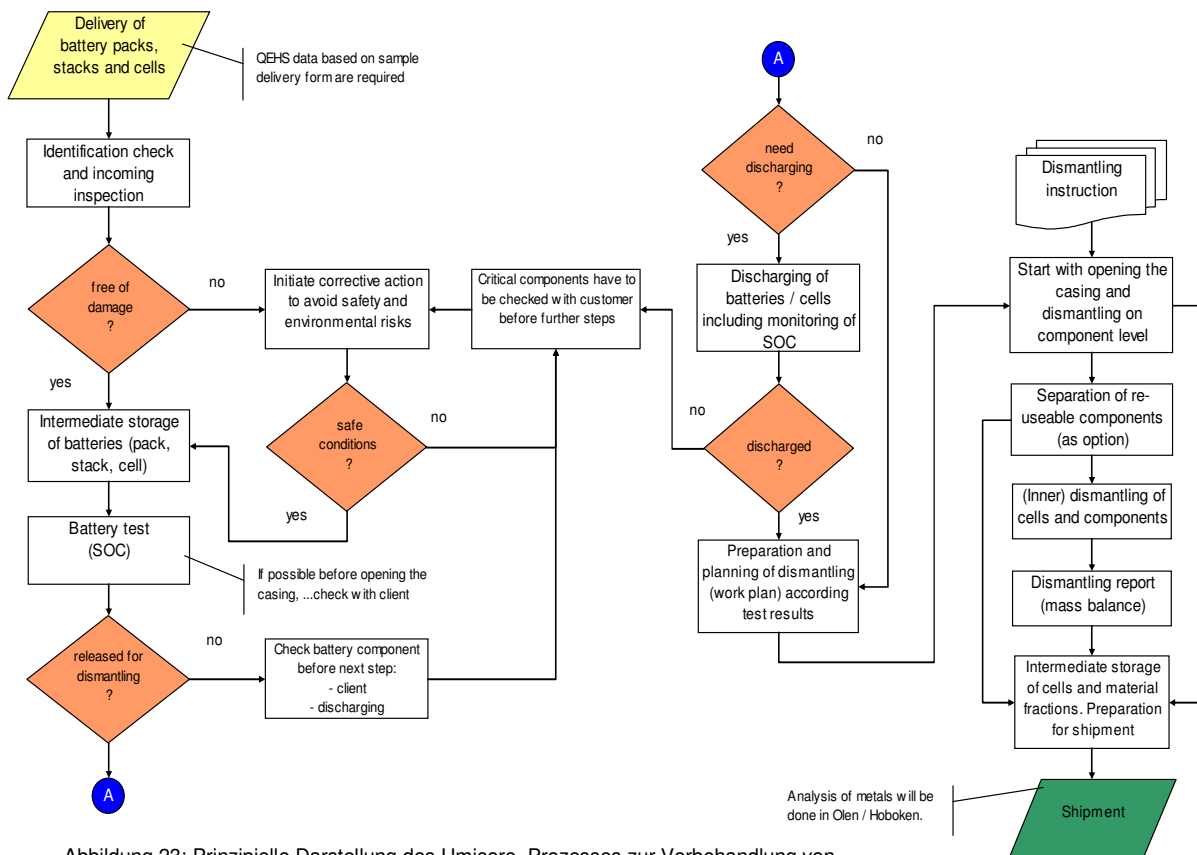 Delivery of
battery packs,
stacks and cells
QEHS data based on sample
delivery form are required
Identification check
and incoming
inspection
free of
damage
?
no
yes
Initiate corrective action
to avoid safety and
environmental risks
Critical components have to
be checked with customer
before further steps
safe
conditions
?
no
yes
Intermediate storage
of batteries (pack,
stack, cell)
Battery test
(SOC)
If possible before opening the
casing, ...check with client
released for
dismantling
?
no
Check battery component
before next step:
- client
- discharging
A
A
need
discharging
?
no
yes
Discharging of
batteries / cells
including monitoring of
SOC
discharged
?
no
yes
Preparation and
planning of dismantling
(work plan) according
test results
Dismantling
instruction
Start with opening the
casing and
dismantling on
component level
Separation of re-
useable components
(as option)
(Inner) dismantling of
cells and components
Dismantling report
(mass balance)
Intermediate storage
of cells and material
fractions. Preparation
for shipment
Analysis of metals will be
done in Olen / Hoboken.
Shipment
Abbildung 23: Prinzipielle Darstellung des Umicore Prozesses zur Vorbehandlung von